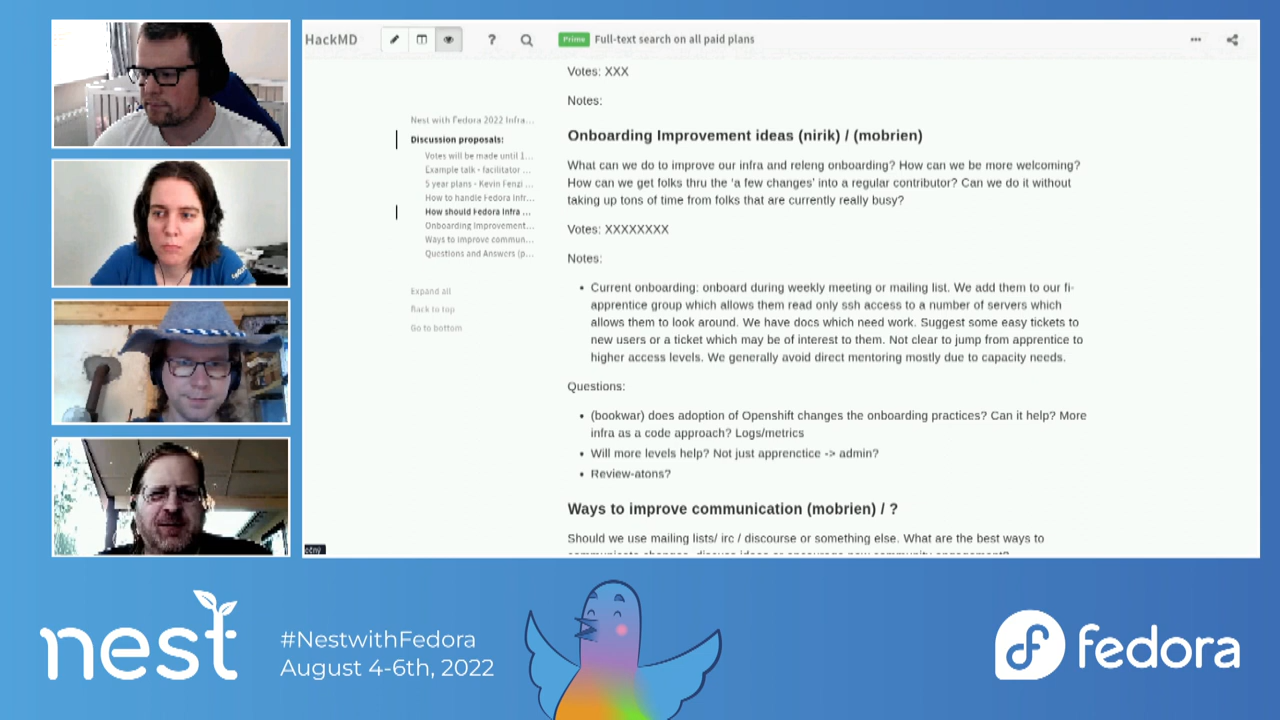 HackMD
Prime Full-text search on all paid plans
Nest with Fedora 2022 Infra...
Discussion proposals:
Votes will be made until 1...
Example talk - facilitator ...
5 year plans - Kevin Fenzi ...
How to handle Fedora Infr...
How should Fedora Infra ...
Onboarding Improvement...
Ways to improve commun...
Questions and Answers (p...
Expand all
Back to top
Go to bottom
Votes: XXX
Notes:
Onboarding Improvement ideas (nirik) / (mobrien)
What can we do to improve our infra and releng onboarding? How can we be more welcoming?
How can we get folks thru the ‘a few changes’ into a regular contributor? Can we do it without
taking up tons of time from folks that are currently really busy?
Votes: XXXXXXXX
Notes:
• Current onboarding: onboard during weekly meeting or mailing list. We add them to our fi-
apprentice group which allows them read only ssh access to a number of servers which
allows them to look around. We have docs which need work. Suggest some easy tickets to
new users or a ticket which may be of interest to them. Not clear to jump from apprentice to
higher access levels. We generally avoid direct mentoring mostly due to capacity needs.
Questions:
• (bookwar) does adoption of Openshift changes the onboarding practices? Can it help? More
infra as a code approach? Logs/metrics
• Will more levels help? Not just apprenctice -> admin?
• Review-atons?
Ways to improve communication (mobrien) / ?
Should we use mailing lists/ irc / discourse or something else. What are the best ways to
communicate changes, discuss ideas or encourage new community engagement?
nest
#NestwithFedora
August 4-6th, 2022
fedora